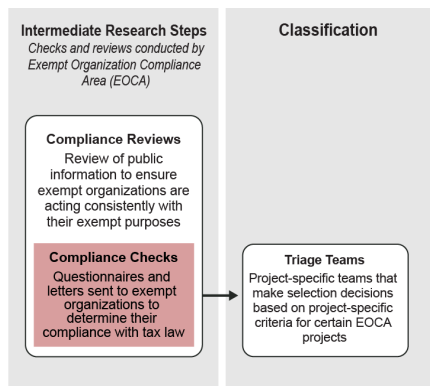 Intermediate Research Steps
Checks and reviews conducted by
Exempt Organization Compliance
Area (EOCA)
Compliance Reviews
Review of public
information to ensure
exempt organizations are
acting consistently with
their exempt purposes
Compliance Checks
Questionnaires and
letters sent to exempt
organizations to
determine their
compliance with tax law
Classification
Triage Teams
Project-specific teams that
make selection decisions
based on project-specific
criteria for certain EOCA
projects